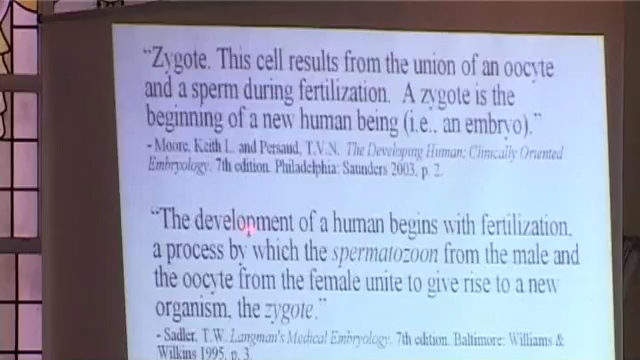 “Zygote. This cell results from the union of an oocyte
and a sperm during fertilization. A zygote is the
beginning of a new human being (i.e., an embryo).”
- Moore, Keith L. and Persaud, T.V.N. The Developing Human; Clinically Oriented
Embryology. 7th edition. Philadelphia: Saunders 2003, p. 2.
“The development of a human begins with fertilization,
a process by which the spermatozoon from the male and
the oocyte from the female unite to give rise to a new
organism, the zygote.”
- Sadler, T.W. Langman's Medical Embryology. 7th edition. Baltimore: Williams &
Wilkins 1995, p. 3.